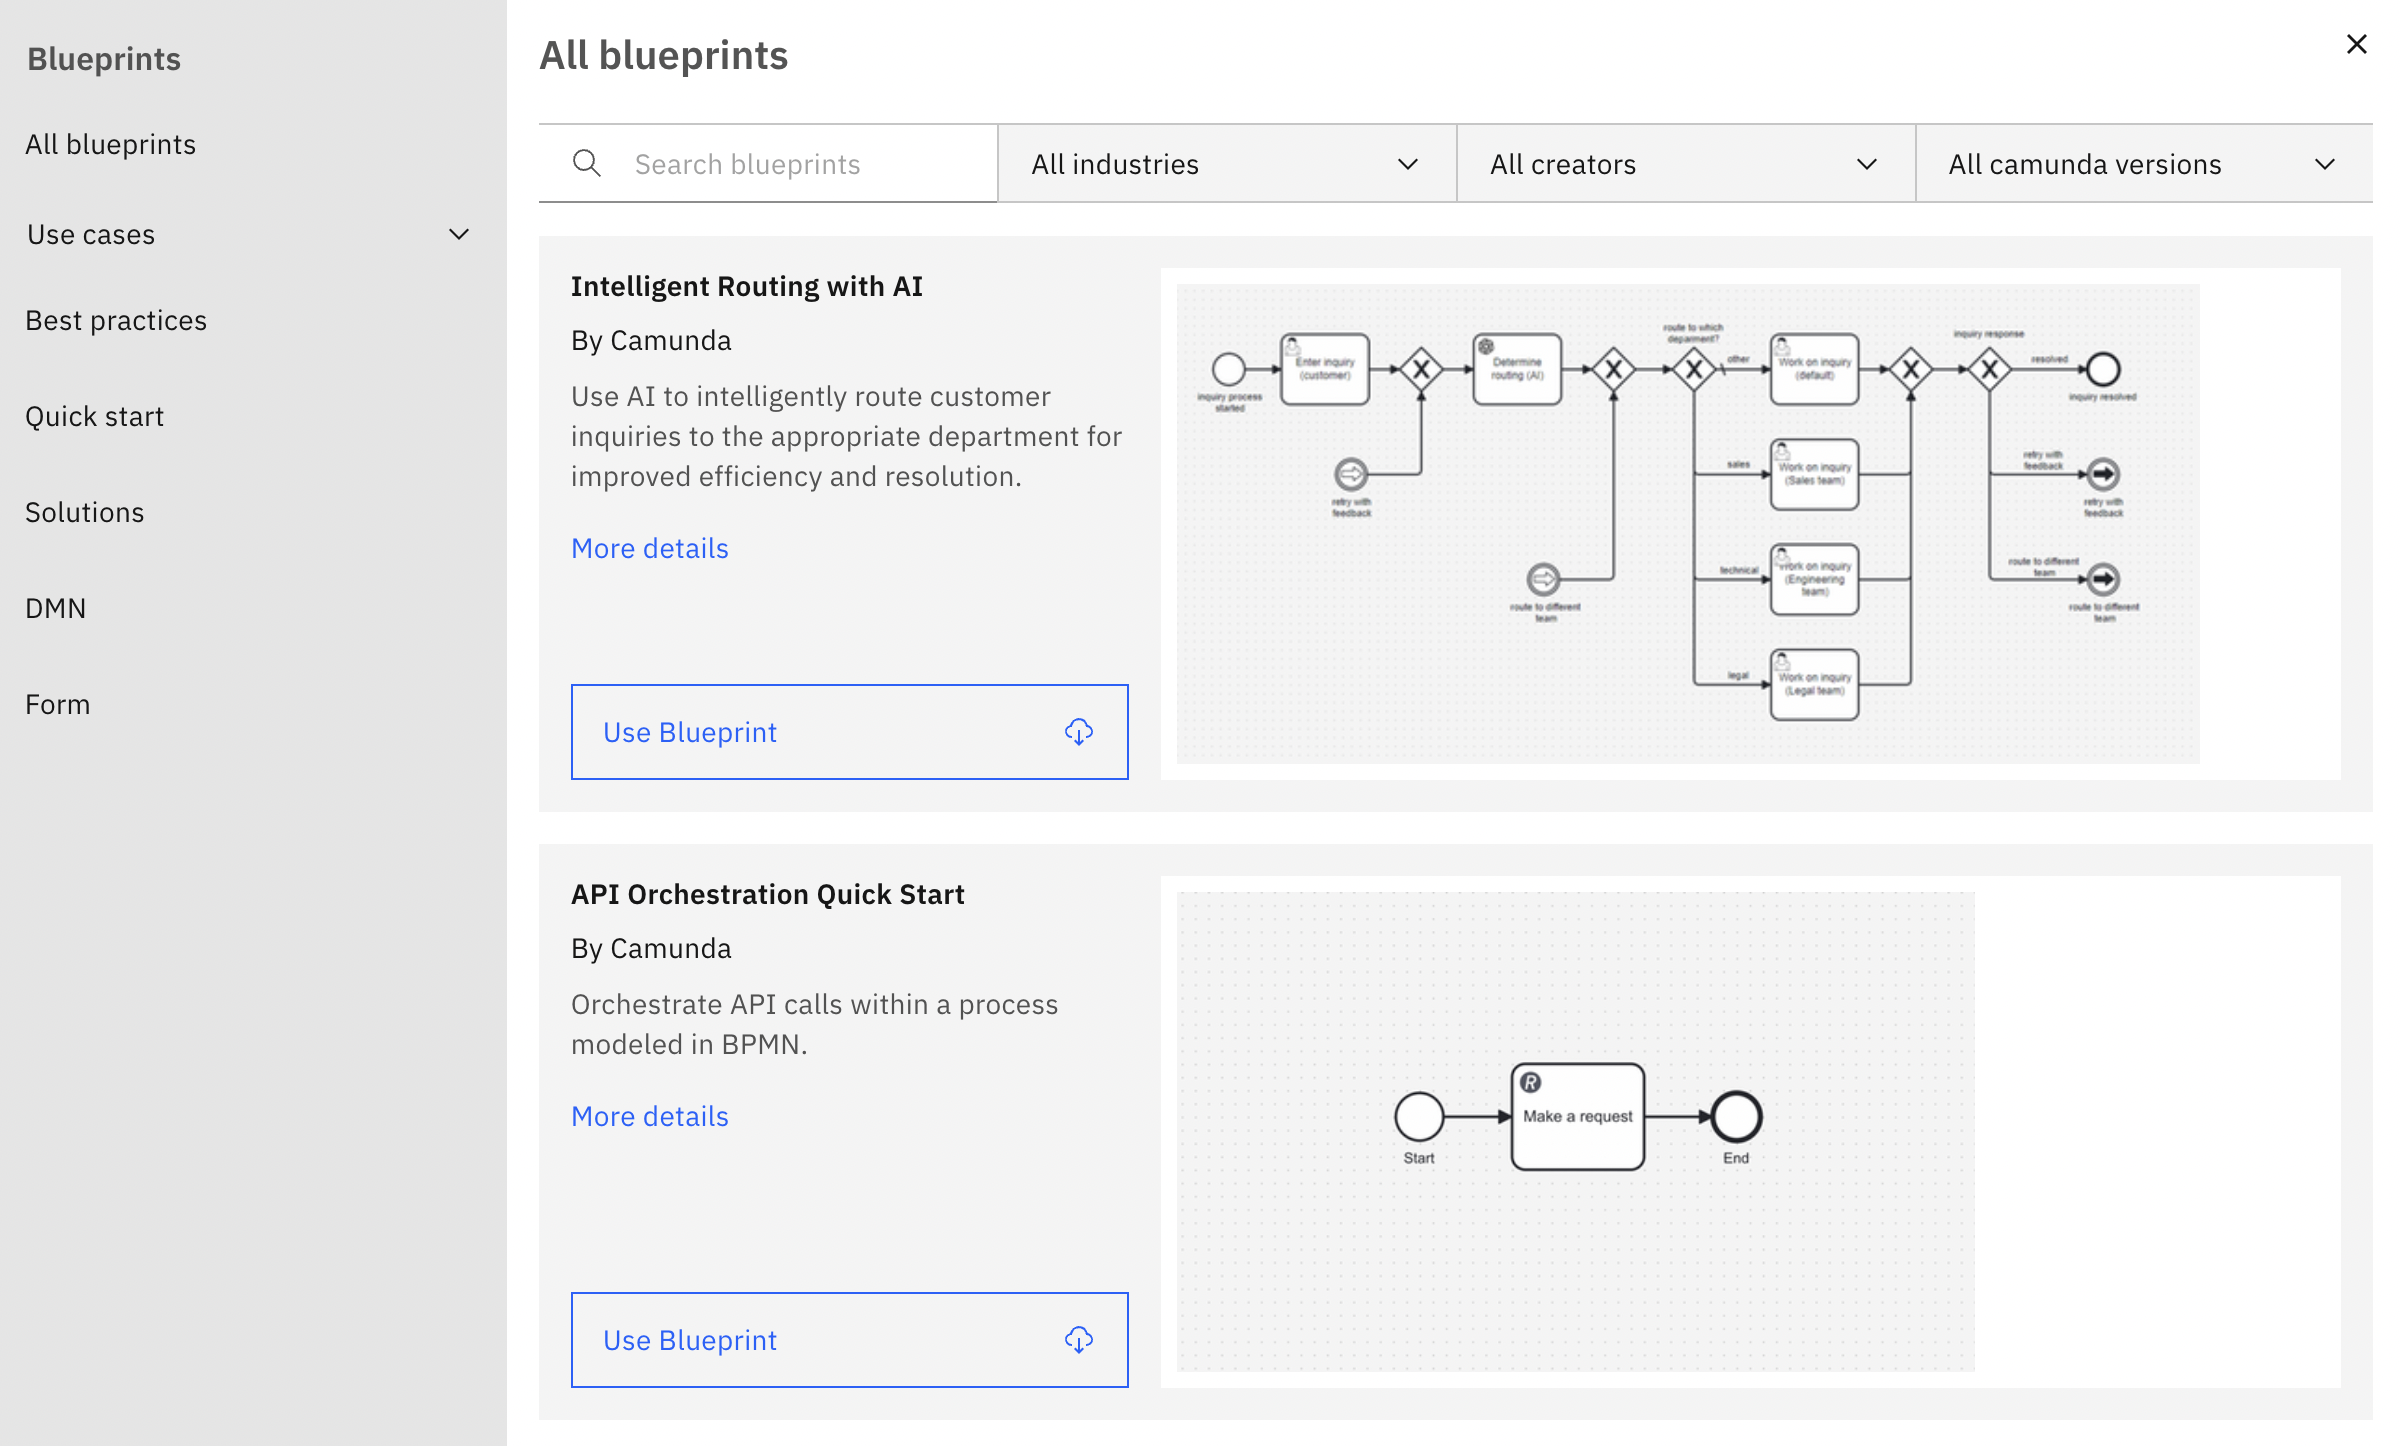 Blueprints
All blueprints
Use cases
Best practices
Quick start
Solutions
DMN
Form
All blueprints
Search blueprints
All industries
All creators
All camunda versions
Intelligent Routing with AI
By Camunda
Use AI to intelligently route customer
inquiries to the appropriate department for
improved efficiency and resolution.
More details
Use Blueprint
inquiry process
started
Enter inquiry
(customer)
retry with
feedback
Determine
routing (AI)
route to different
team
route to which
deparment?
other
sales
technical
legal
Work on inquiry
(default)
Work on inquiry
(Sales team)
Work on inquiry
(Engineering
team)
Work on inquiry
(Legal team)
inquiry response
resolved
inquiry resolved
retry with
feedback
retry with
feedback
route to different
team
route to different
team
API Orchestration Quick Start
By Camunda
Orchestrate API calls within a process
modeled in BPMN.
More details
Use Blueprint
Start
R
Make a request
End